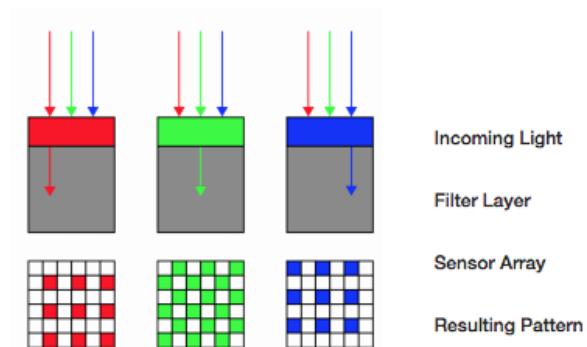 Incoming Light
Filter Layer
Sensor Array
Resulting Pattern